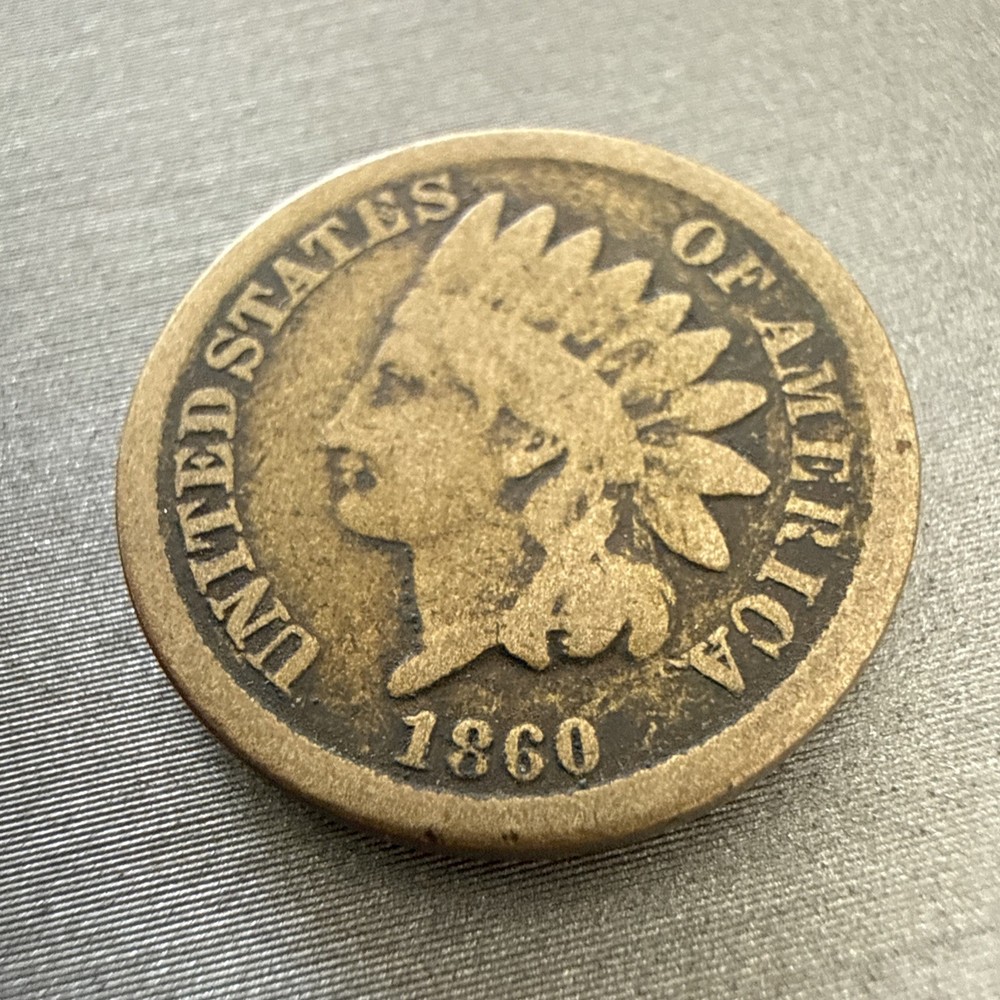 UNITED STATES OF AMERICA
1860